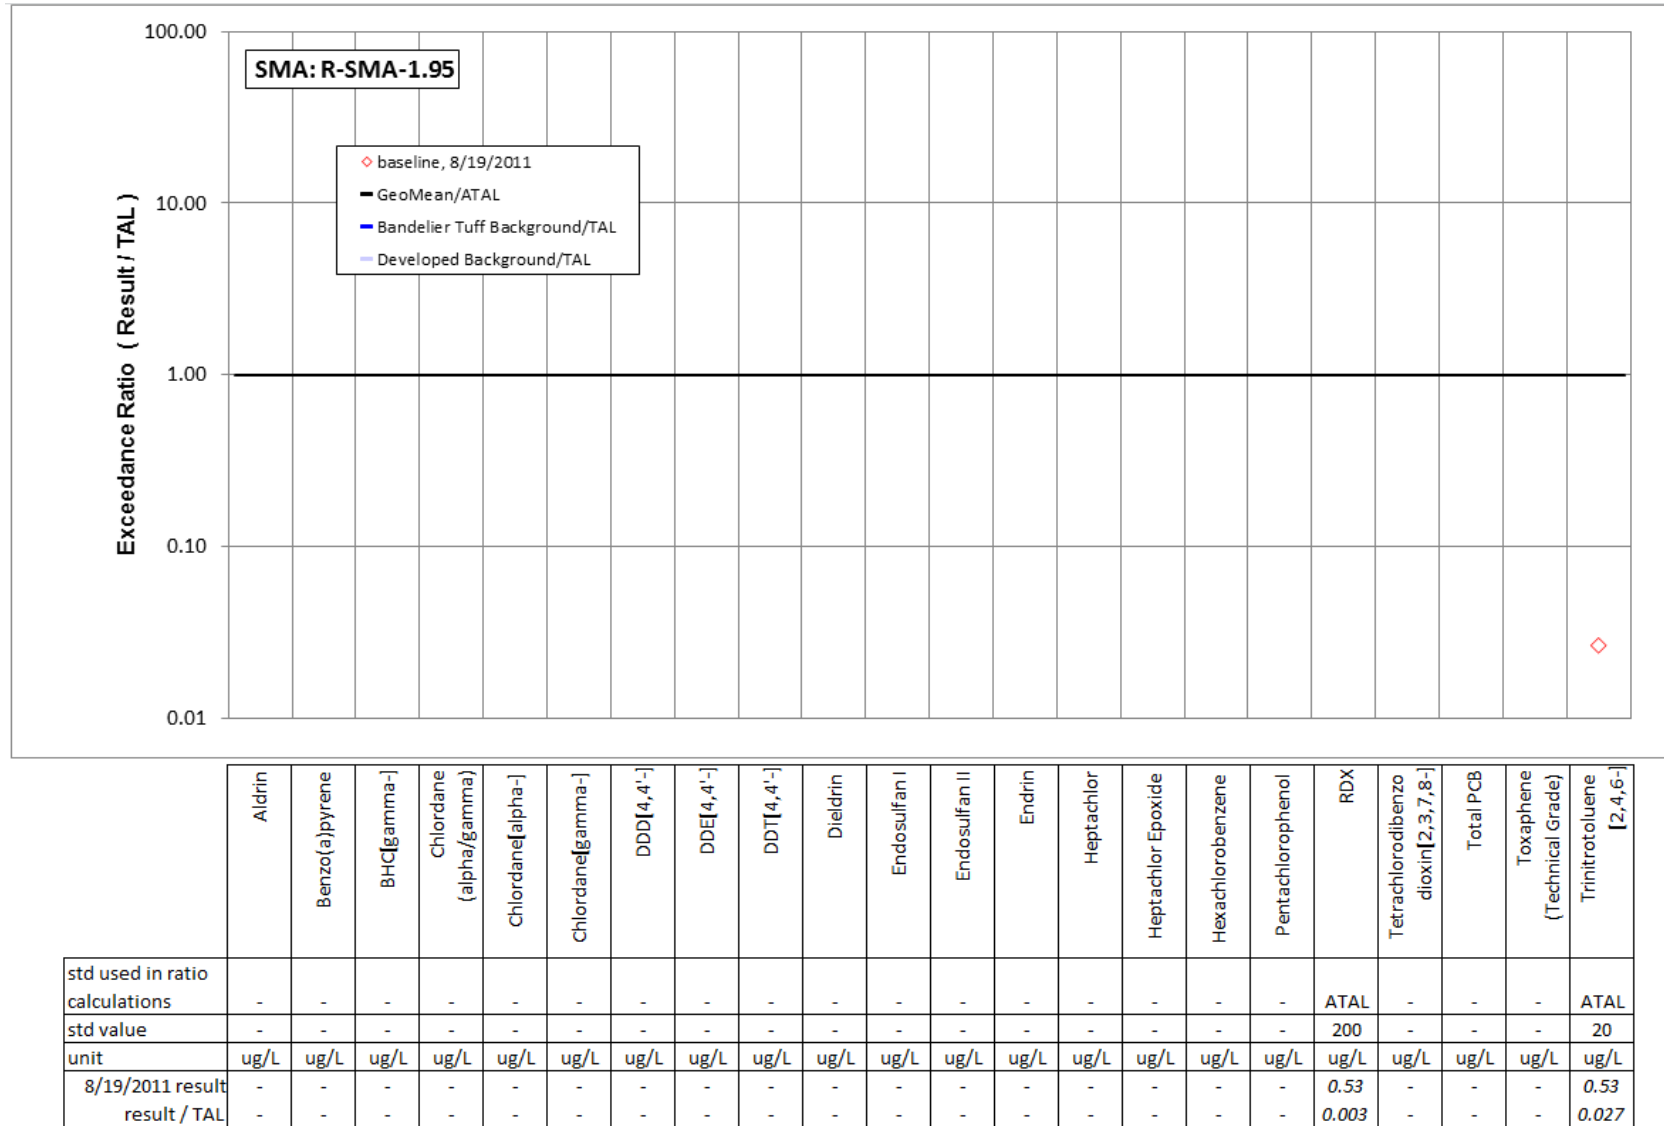 100.00
SMA: R-SMA-1.95
baseline, 8/19/2011
GeoMean/ATAL
Bandelier Tuff Background/TAL
Developed Background/TAL
10.00
1.00
0.10
0.01
Exceedance Ratio ( Result / TAL )
Aldrin
Benzo(a)pyrene
BHC[gamma-]
Chlordane
(alpha/gamma)
Chlordane[alpha-]
Chlordane[gamma-]
DDD[4,4'-]
DDE[4,4'-]
DDT[4,4'-]
Dieldrin
Endosulfan I
Endosulfan II
Endrin
Heptachlor
Heptachlor Epoxide
Hexachlorobenzene
Pentachlorophenol
RDX
Tetrachlorodibenzo
dioxin[2,3,7,8-]
Total PCB
Toxaphene
(Technical Grade)
Trinitrotoluene
[2,4,6-]
std used in ratio
calculations - - - - - - - - - - - - - - - - - ATAL - - - ATAL
std value - - - - - - - - - - - - - - - - - 200 - - - 20
unit ug/L ug/L ug/L ug/L ug/L ug/L ug/L ug/L ug/L ug/L ug/L ug/L ug/L ug/L ug/L ug/L ug/L ug/L ug/L ug/L ug/L ug/L
8/19/2011 result - - - - - - - - - - - - - - - - - 0.53 - - - 0.53
result / TAL - - - - - - - - - - - - - - - - - 0.003 - - - 0.027